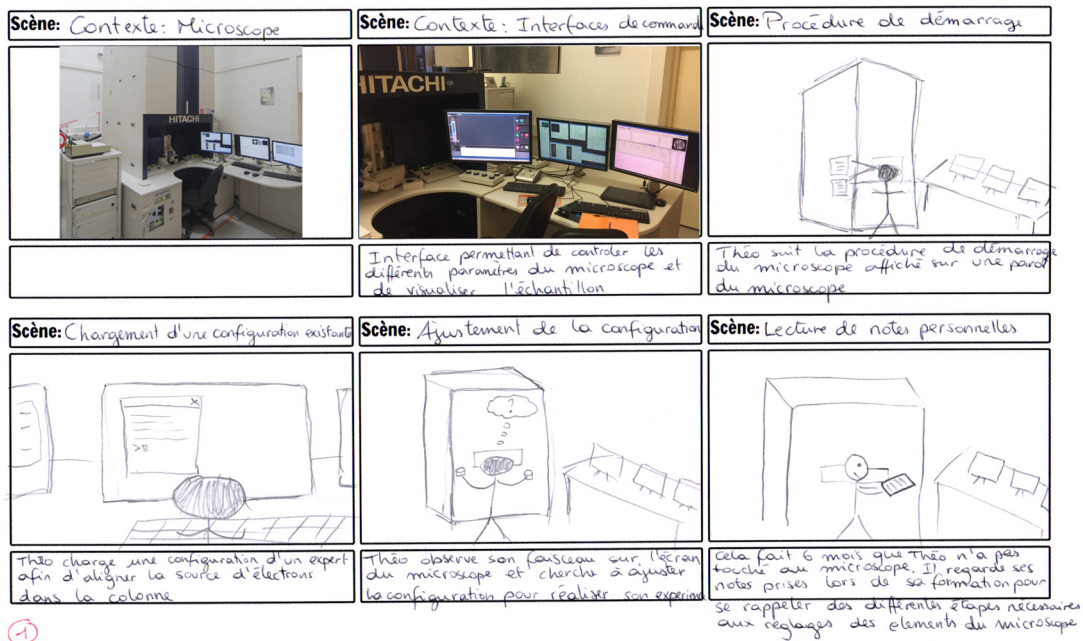 Scène: Contexte: Microscope
HITACHI
Scène: Contexte: Interfaces de command
HITACHI
Interface permettant de controler les
différents paramètres du microscope et
de visualiser l'échantillon
Scène: Procédure de démarrage
Théo suit la procédure de démarrage
du microscope affiché sur une paroi
du microscope
Scène: Chargement d'une configuration existante
X
>
Théo charge une configuration d'un expert
afin d'aligner la source d'électrons
dans la colonne
Scène: Ajustement de la configuration
?
Théo observe son faisceau sur l'écran
du microscope et cherche à ajuster
la configuration pour réaliser son
Scène: Lecture de notes personnelles
Cela fait 6 mois que Théo n'a pas
touché au microscope. Il regarde ses
notes prises lors de sa formation pour
se rappeler des différentes étapes nécessaires
aux réglages des elements du microscope
1